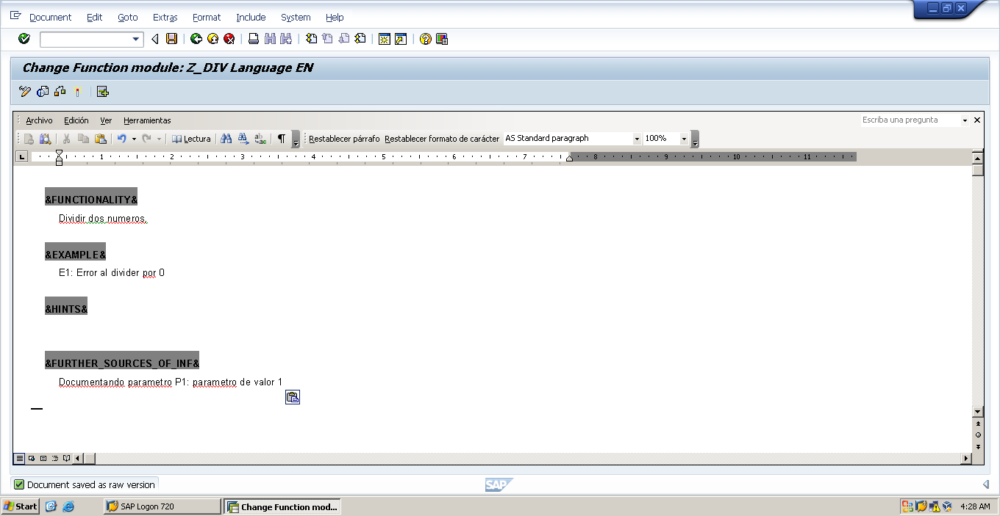 Document Edit Goto Extras Format Include System Help
Change Function module: Z_DIV Language EN
Archivo Edición Ver Herramientas Escriba una pregunta
Lectura Restablecer párrafo Restablecer formato de carácter AS Standard paragraph 100%
1 2 3 4 5 6 7 8 9 10 11
&FUNCTIONALITY&
Dividir dos numeros.
&EXAMPLE&
E1: Error al divider por 0
&HINTS&
&FURTHER_SOURCES_OF_INF&
Documentando parametro P1: parametro de valor 1
Document saved as raw version SAP
Start SAP Logon 720 Change Function mod... 4:28 AM